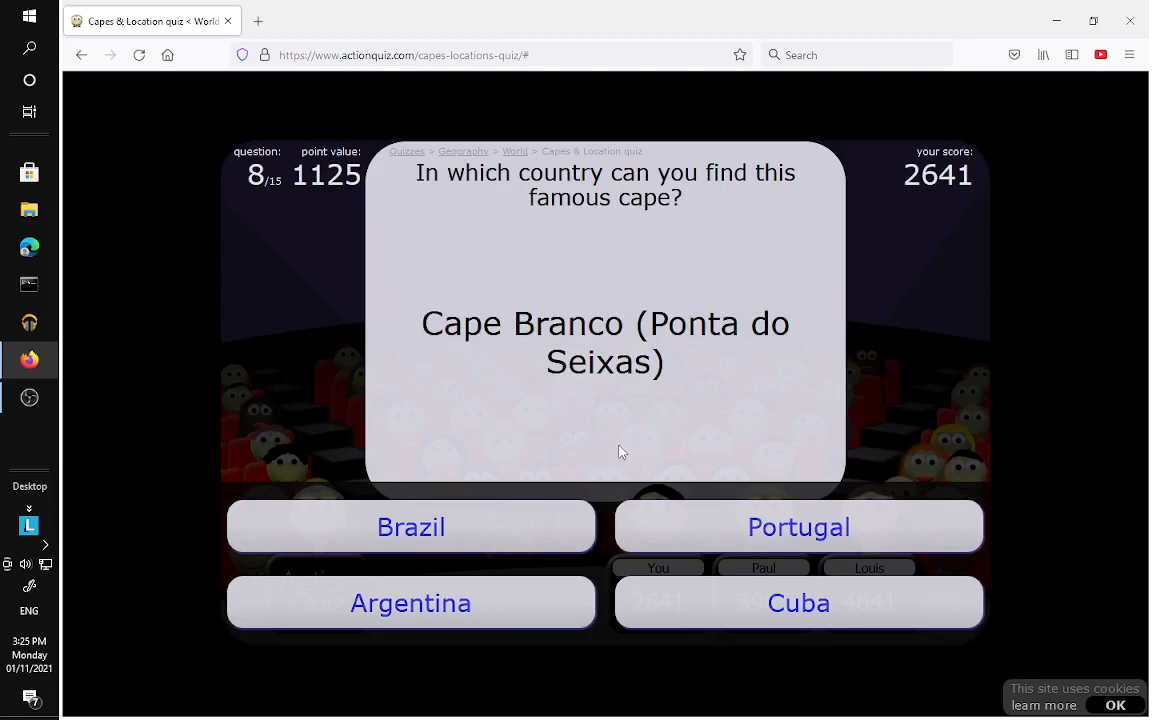 Capes & Location quiz < World
https://www.actionquiz.com/capes-locations-quiz/#
Search
question:
point value:
8/15
1125
Quizzes > Geography > World > Capes & Location quiz
your score:
2641
In which country can you find this
famous cape?
Cape Branco (Ponta do
Seixas)
Brazil
Portugal
You
Paul
Louis
Argentina
Cuba
2641
4641
Desktop
L
ENG
3:25 PM
Monday
01/11/2021
7
This site uses cookies
learn more
OK